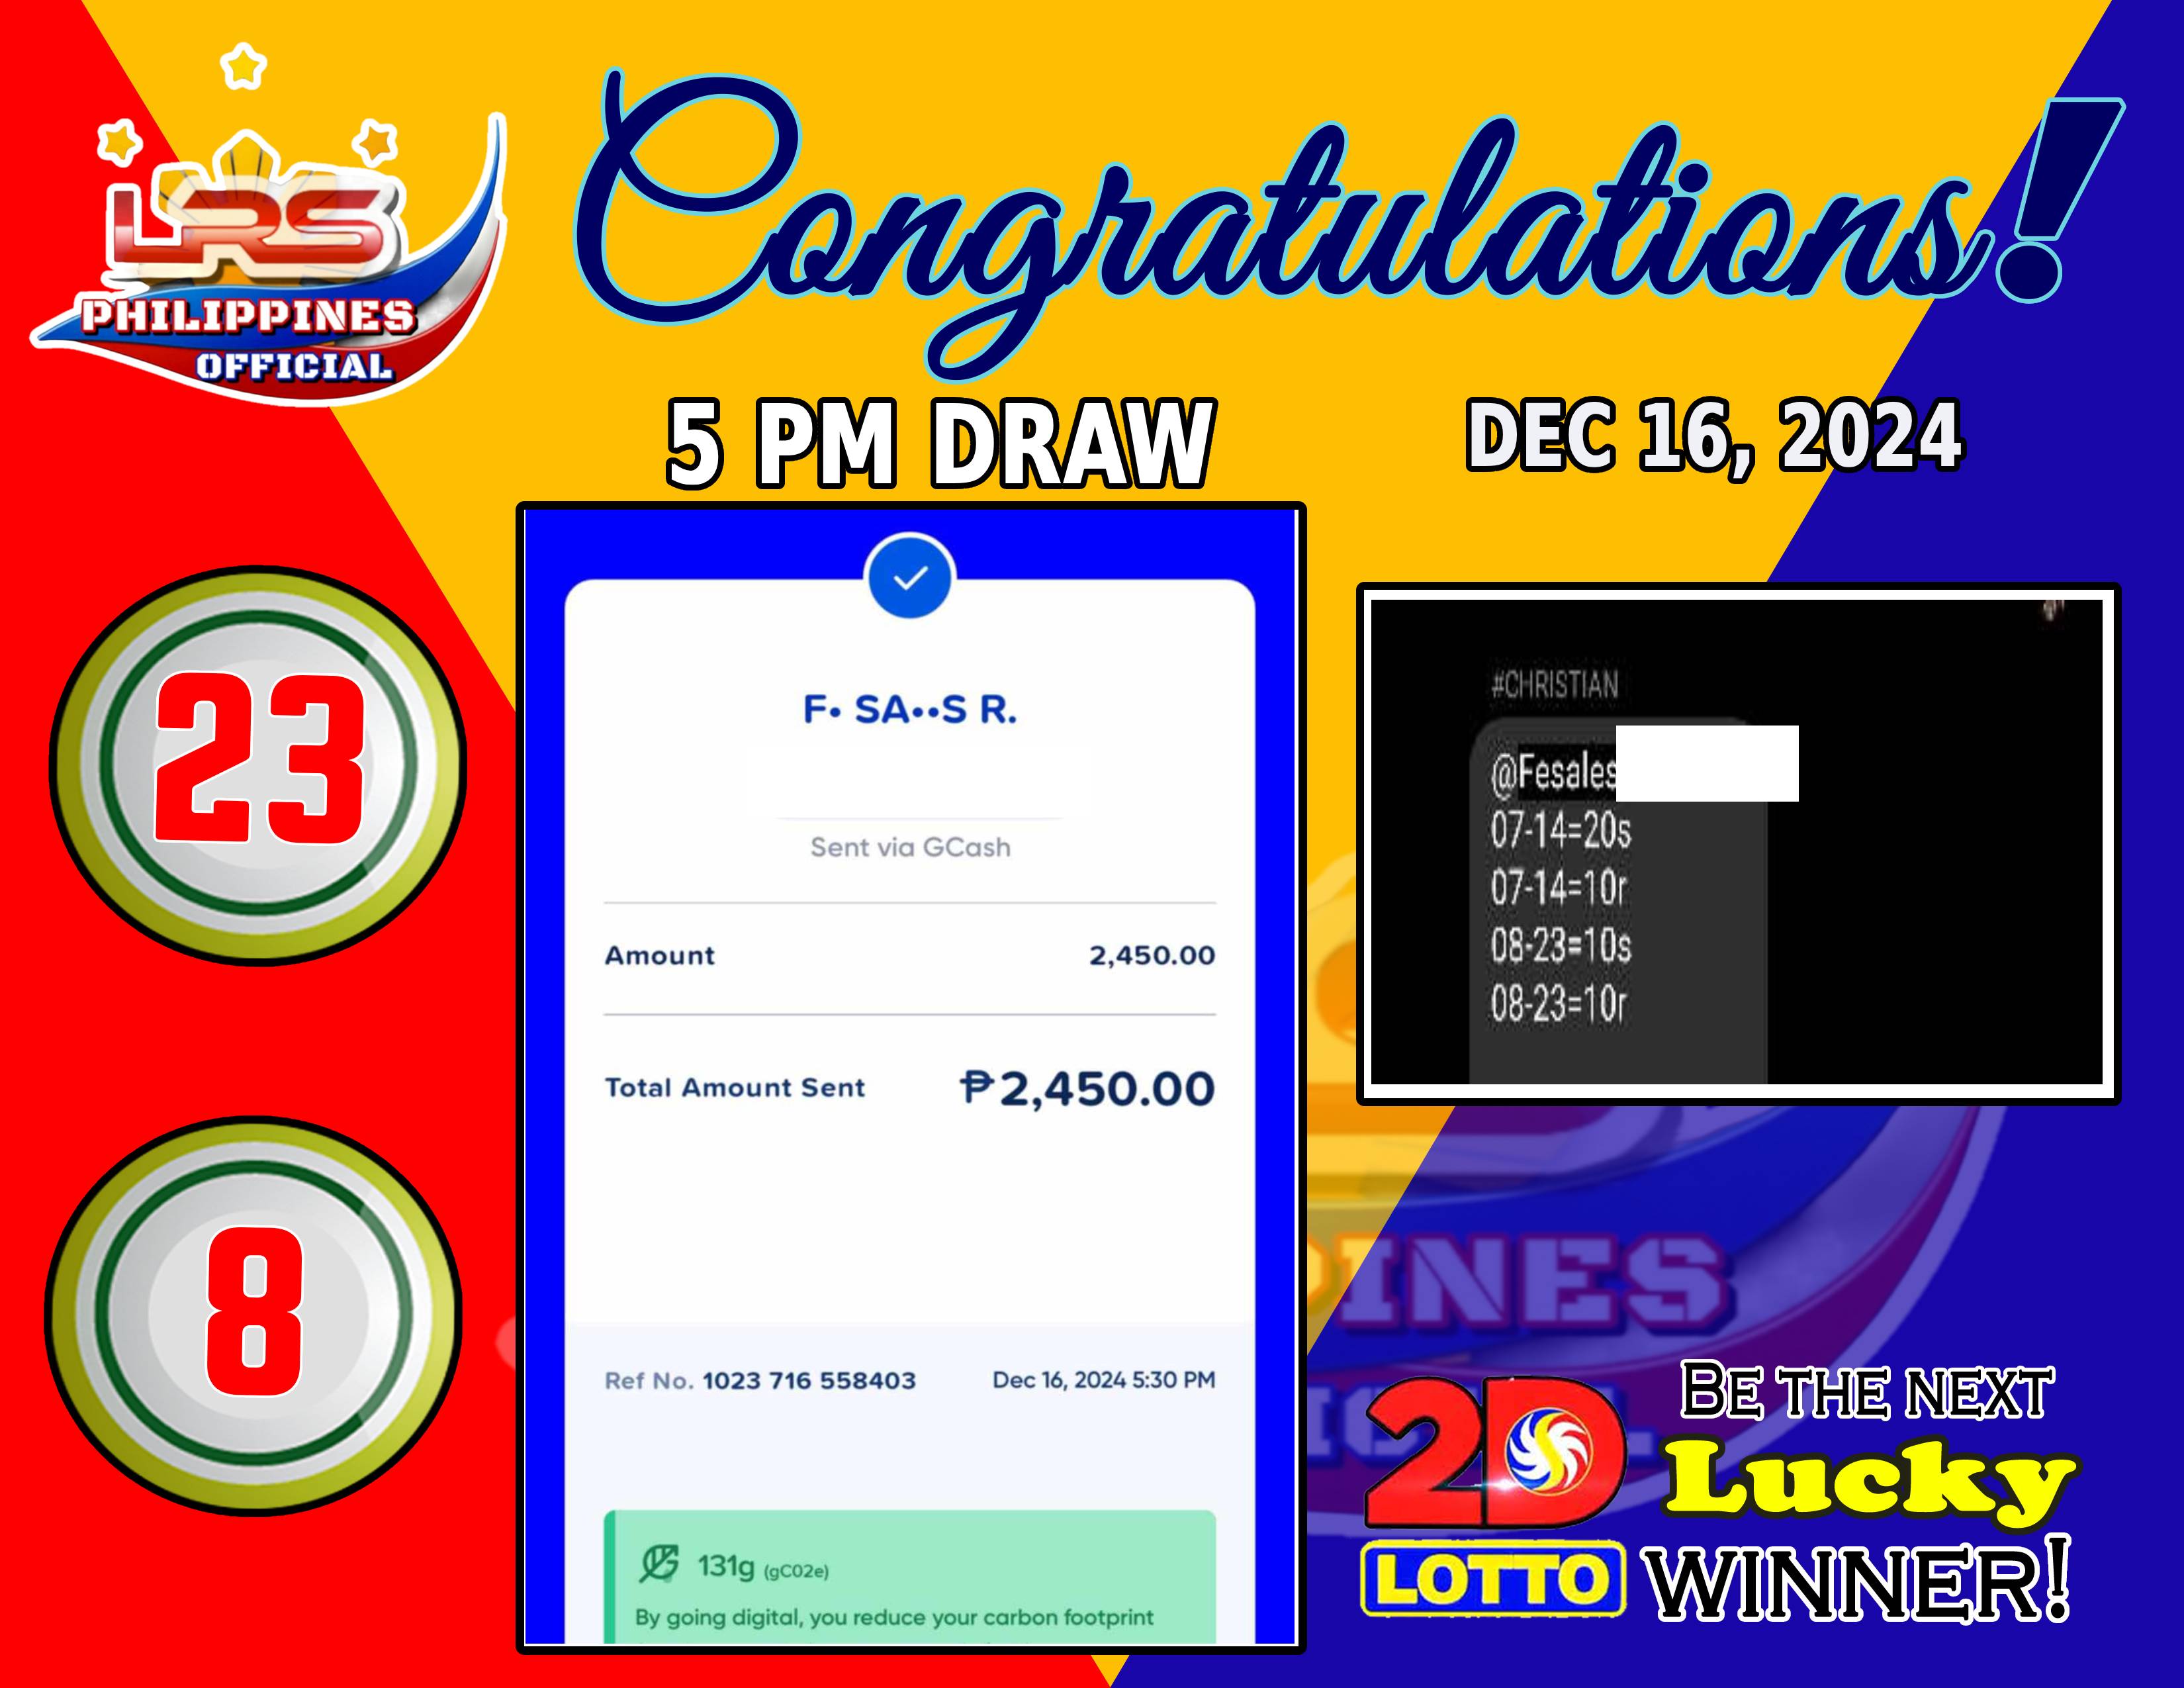 LRS
PHILIPPINES
OFFICIAL
Congratulations!
5 PM DRAW
DEC 16, 2024
23
8
F• SA••S R.
Sent via GCash
Amount 2,450.00
Total Amount Sent ₱2,450.00
Ref No. 1023 716 558403 Dec 16, 2024 5:30 PM
131g (gC02e)
By going digital, you reduce your carbon footprint
#CHRISTIAN
@Fesales
07-14=20s
07-14=10r
08-23=10s
08-23=10r
PINES
2D
LOTTO
BE THE NEXT
Lucky
WINNER!